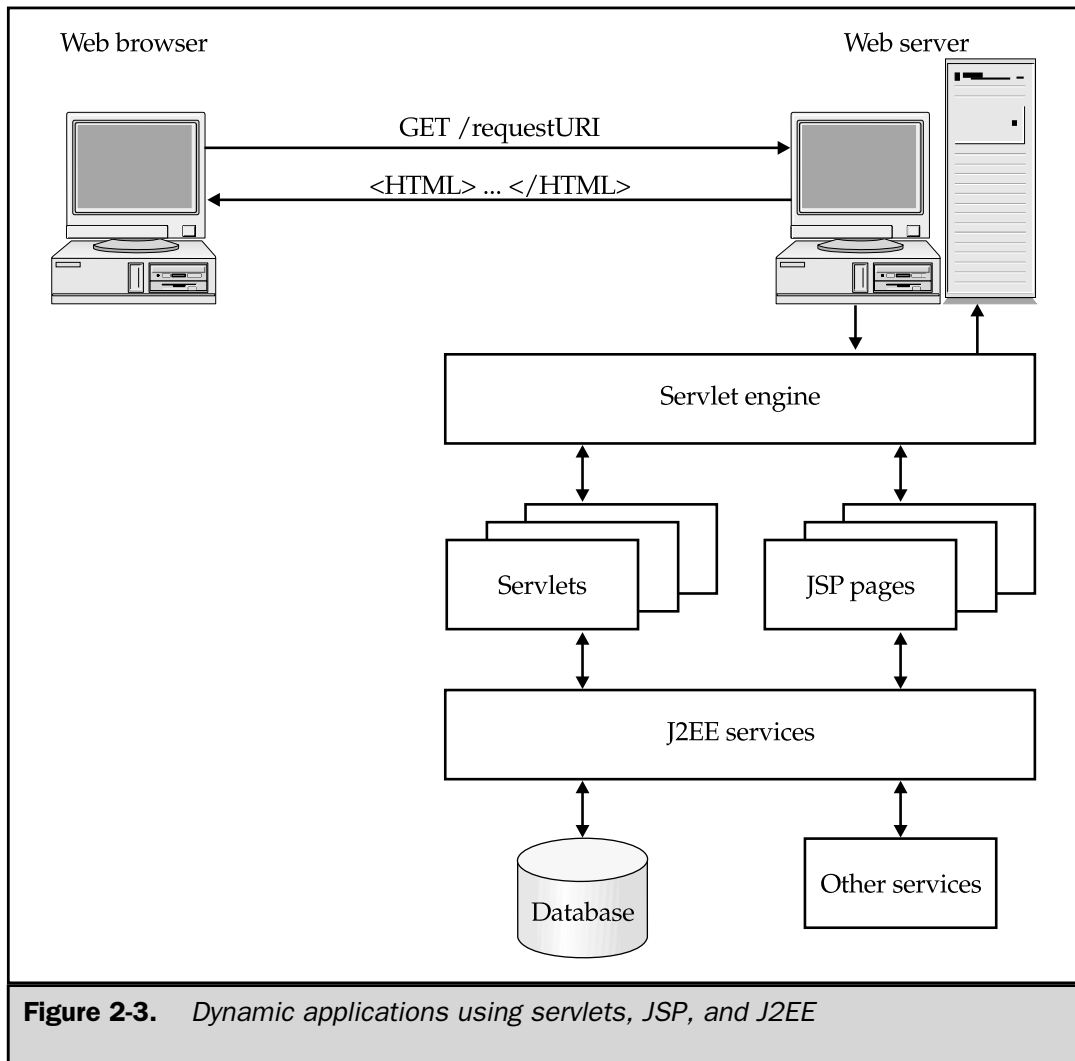 Web browser
Web server
GET /requestURI
<HTML> ... </HTML>
Servlet engine
Servlets
JSP pages
J2EE services
Database
Other services
Figure 2-3. Dynamic applications using servlets, JSP, and J2EE